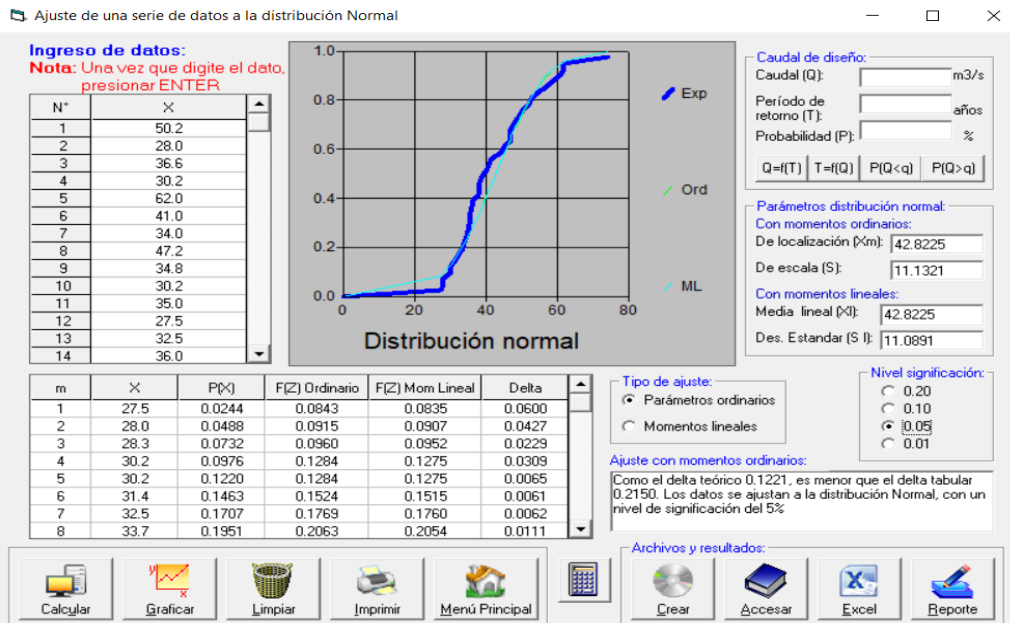 Ajuste de una serie de datos a la distribución Normal
Ingreso de datos:
Nota: Una vez que digite el dato,
presionar ENTER
N° X
1 50.2
2 28.0
3 36.6
4 30.2
5 62.0
6 41.0
7 34.0
8 47.2
9 34.8
10 30.2
11 35.0
12 27.5
13 32.5
14 36.0
1.0
0.8
0.6
0.4
0.2
0.0
0 20 40 60 80
Distribución normal
Exp
Ord
ML
Caudal de diseño:
Caudal (Q): m3/s
Período de
retorno (T): años
Probabilidad (P): %
Q=f(T) T=f(Q) P(Q<q) P(Q>q)
Parámetros distribución normal:
Con momentos ordinarios:
De localización (Xm): 42.8225
De escala (S): 11.1321
Con momentos lineales:
Media lineal (Xl): 42.8225
Des. Estandar (S l): 11.0891
m X P(X) F(Z) Ordinario F(Z) Mom Lineal Delta
1 27.5 0.0244 0.0843 0.0835 0.0600
2 28.0 0.0488 0.0915 0.0907 0.0427
3 28.3 0.0732 0.0960 0.0952 0.0229
4 30.2 0.0976 0.1284 0.1275 0.0309
5 30.2 0.1220 0.1284 0.1275 0.0065
6 31.4 0.1463 0.1524 0.1515 0.0061
7 32.5 0.1707 0.1769 0.1760 0.0062
8 33.7 0.1951 0.2063 0.2054 0.0111
Tipo de ajuste:
Parámetros ordinarios
Momentos lineales
Nivel significación:
0.20
0.10
0.05
0.01
Ajuste con momentos ordinarios:
Como el delta teórico 0.1221, es menor que el delta tabular
0.2150. Los datos se ajustan a la distribución Normal, con un
nivel de significación del 5%
Calcular
Graficar
Limpiar
Imprimir
Menú Principal
Archivos y resultados:
Crear
Accesar
Excel
Reporte